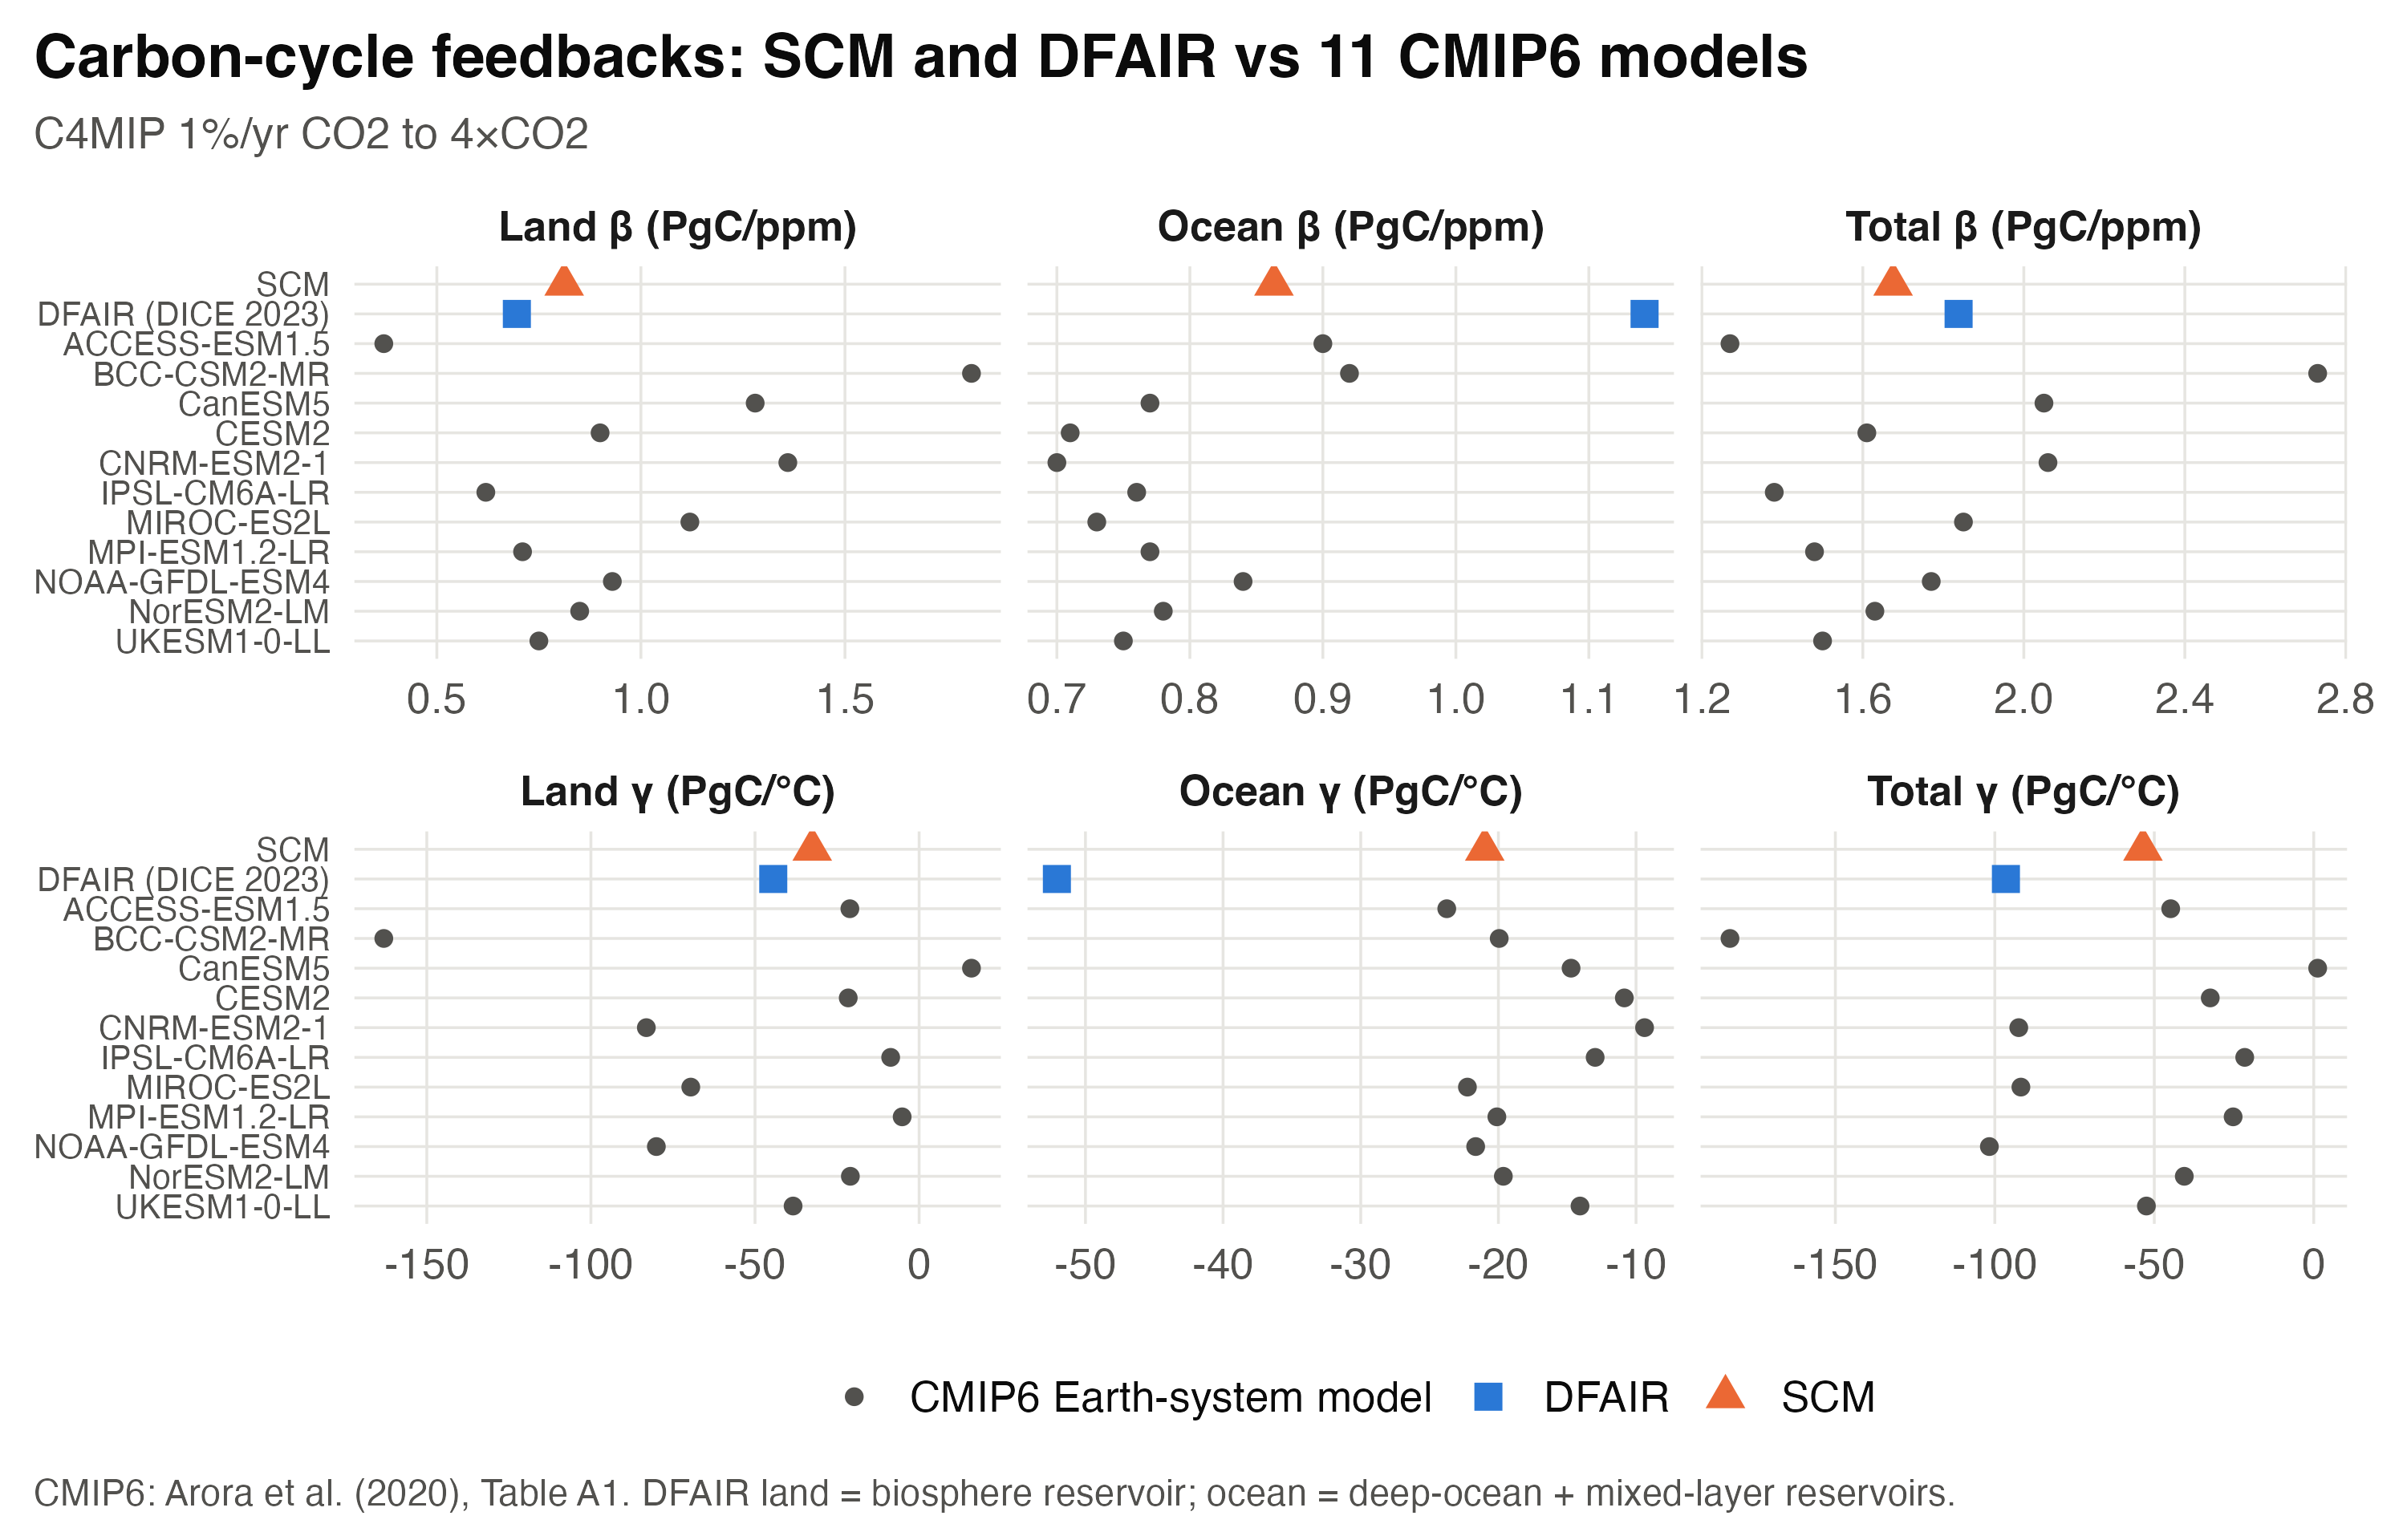 Carbon-cycle feedbacks: SCM and DFAIR vs 11 CMIP6 models
C4MIP 1%/yr CO2 to 4×CO2
Land β (PgC/ppm)
Ocean β (PgC/ppm)
Total β (PgC/ppm)
SCM
DFAIR (DICE 2023)
ACCESS-ESM1.5
BCC-CSM2-MR
CanESM5
CESM2
CNRM-ESM2-1
IPSL-CM6A-LR
MIROC-ES2L
MPI-ESM1.2-LR
NOAA-GFDL-ESM4
NorESM2-LM
UKESM1-0-LL
0.5 1.0 1.5
0.7 0.8 0.9 1.0 1.1
1.2 1.6 2.0 2.4 2.8
Land γ (PgC/°C)
Ocean γ (PgC/°C)
Total γ (PgC/°C)
SCM
DFAIR (DICE 2023)
ACCESS-ESM1.5
BCC-CSM2-MR
CanESM5
CESM2
CNRM-ESM2-1
IPSL-CM6A-LR
MIROC-ES2L
MPI-ESM1.2-LR
NOAA-GFDL-ESM4
NorESM2-LM
UKESM1-0-LL
-150 -100 -50 0
-50 -40 -30 -20 -10
-150 -100 -50 0
CMIP6 Earth-system model DFAIR SCM
CMIP6: Arora et al. (2020), Table A1. DFAIR land = biosphere reservoir; ocean = deep-ocean + mixed-layer reservoirs.